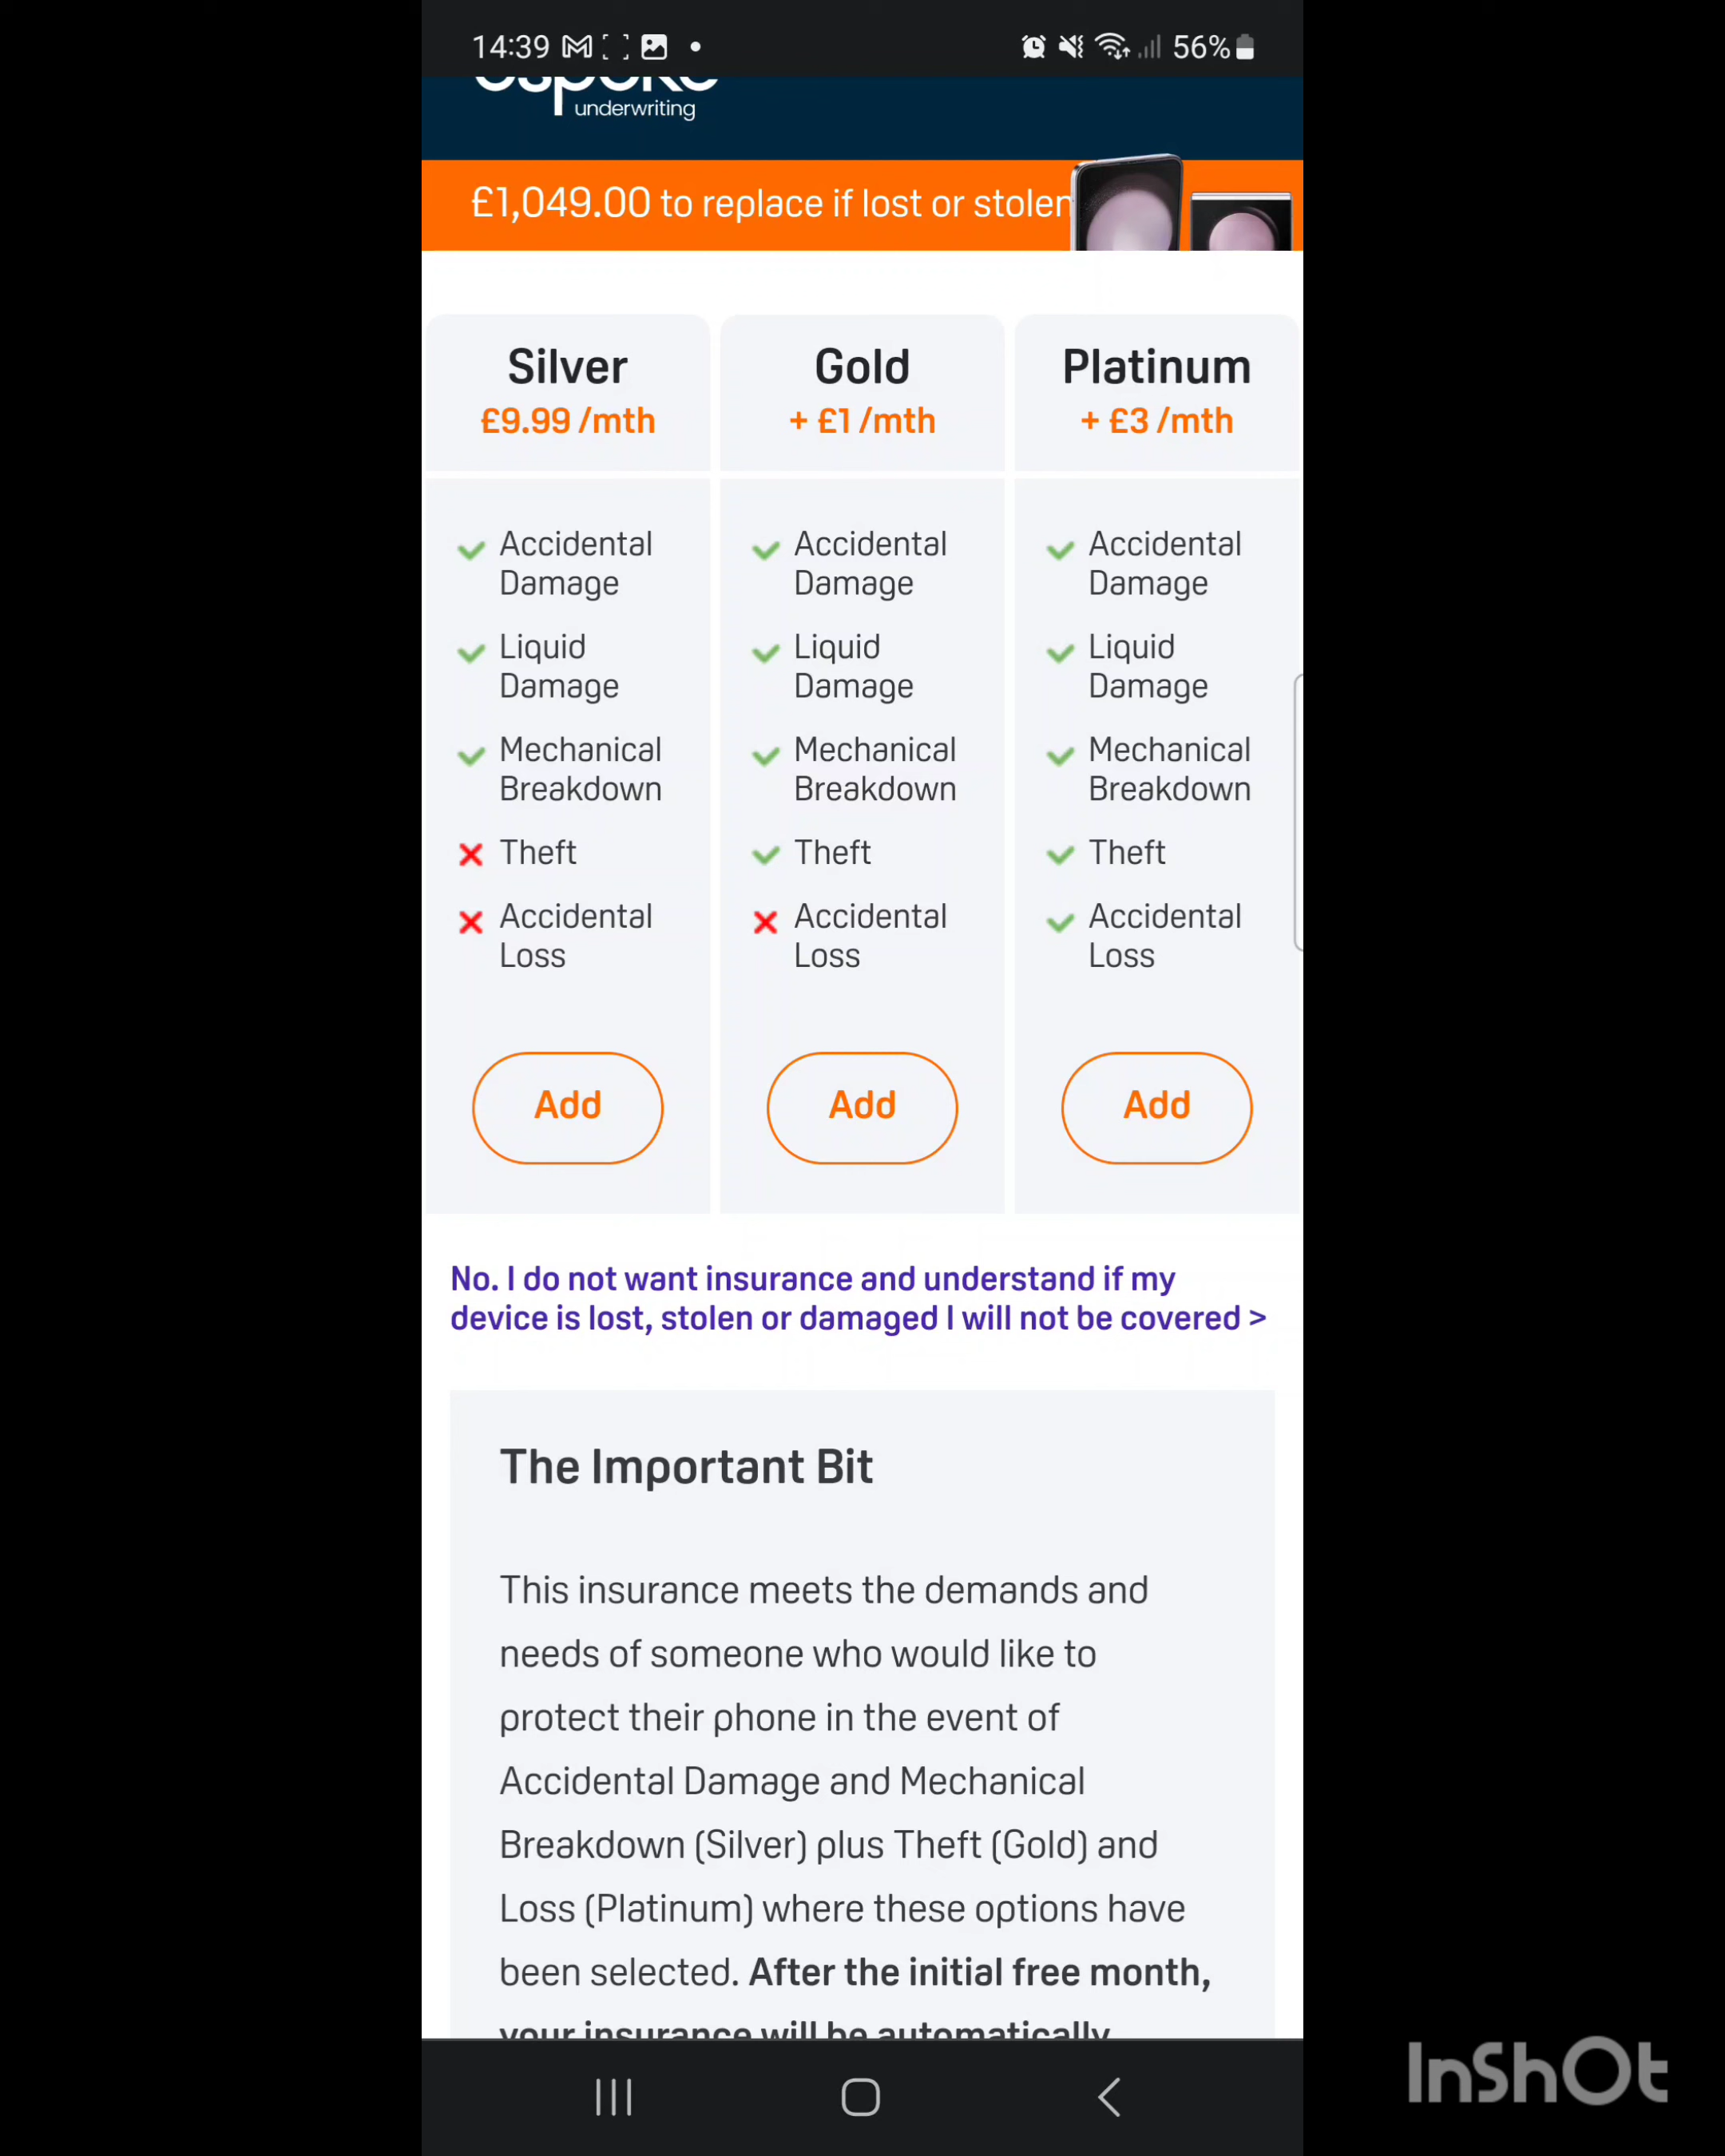 14:39
56%
underwriting
£1,049.00 to replace if lost or stolen
Silver
£9.99 /mth
Accidental
Damage
Liquid
Damage
Mechanical
Breakdown
Theft
Accidental
Loss
Add
Gold
+ £1 /mth
Accidental
Damage
Liquid
Damage
Mechanical
Breakdown
Theft
Accidental
Loss
Add
Platinum
+ £3 /mth
Accidental
Damage
Liquid
Damage
Mechanical
Breakdown
Theft
Accidental
Loss
Add
No. I do not want insurance and understand if my
device is lost, stolen or damaged I will not be covered >
The Important Bit
This insurance meets the demands and
needs of someone who would like to
protect their phone in the event of
Accidental Damage and Mechanical
Breakdown (Silver) plus Theft (Gold) and
Loss (Platinum) where these options have
been selected. After the initial free month,
your insurance will be automatically
InShOt